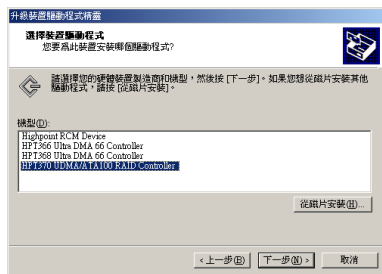 升級裝置驅動程式精靈
選擇裝置驅動程式
您要為此裝置安裝哪個驅動程式?
請選擇您的硬體裝置製造商和機型,然後按 [下一步]。如果您想從磁片安裝其他
驅動程式,請按 [從磁片安裝]。
機型(D):
Highpoint RCM Device
HPT366 Ultra DMA 66 Controller
HPT368 Ultra DMA 66 Controller
HPT370 UDMA/ATA100 RAID Controller
從磁片安裝(H)...
<上一步(B)
下一步(N) >
取消